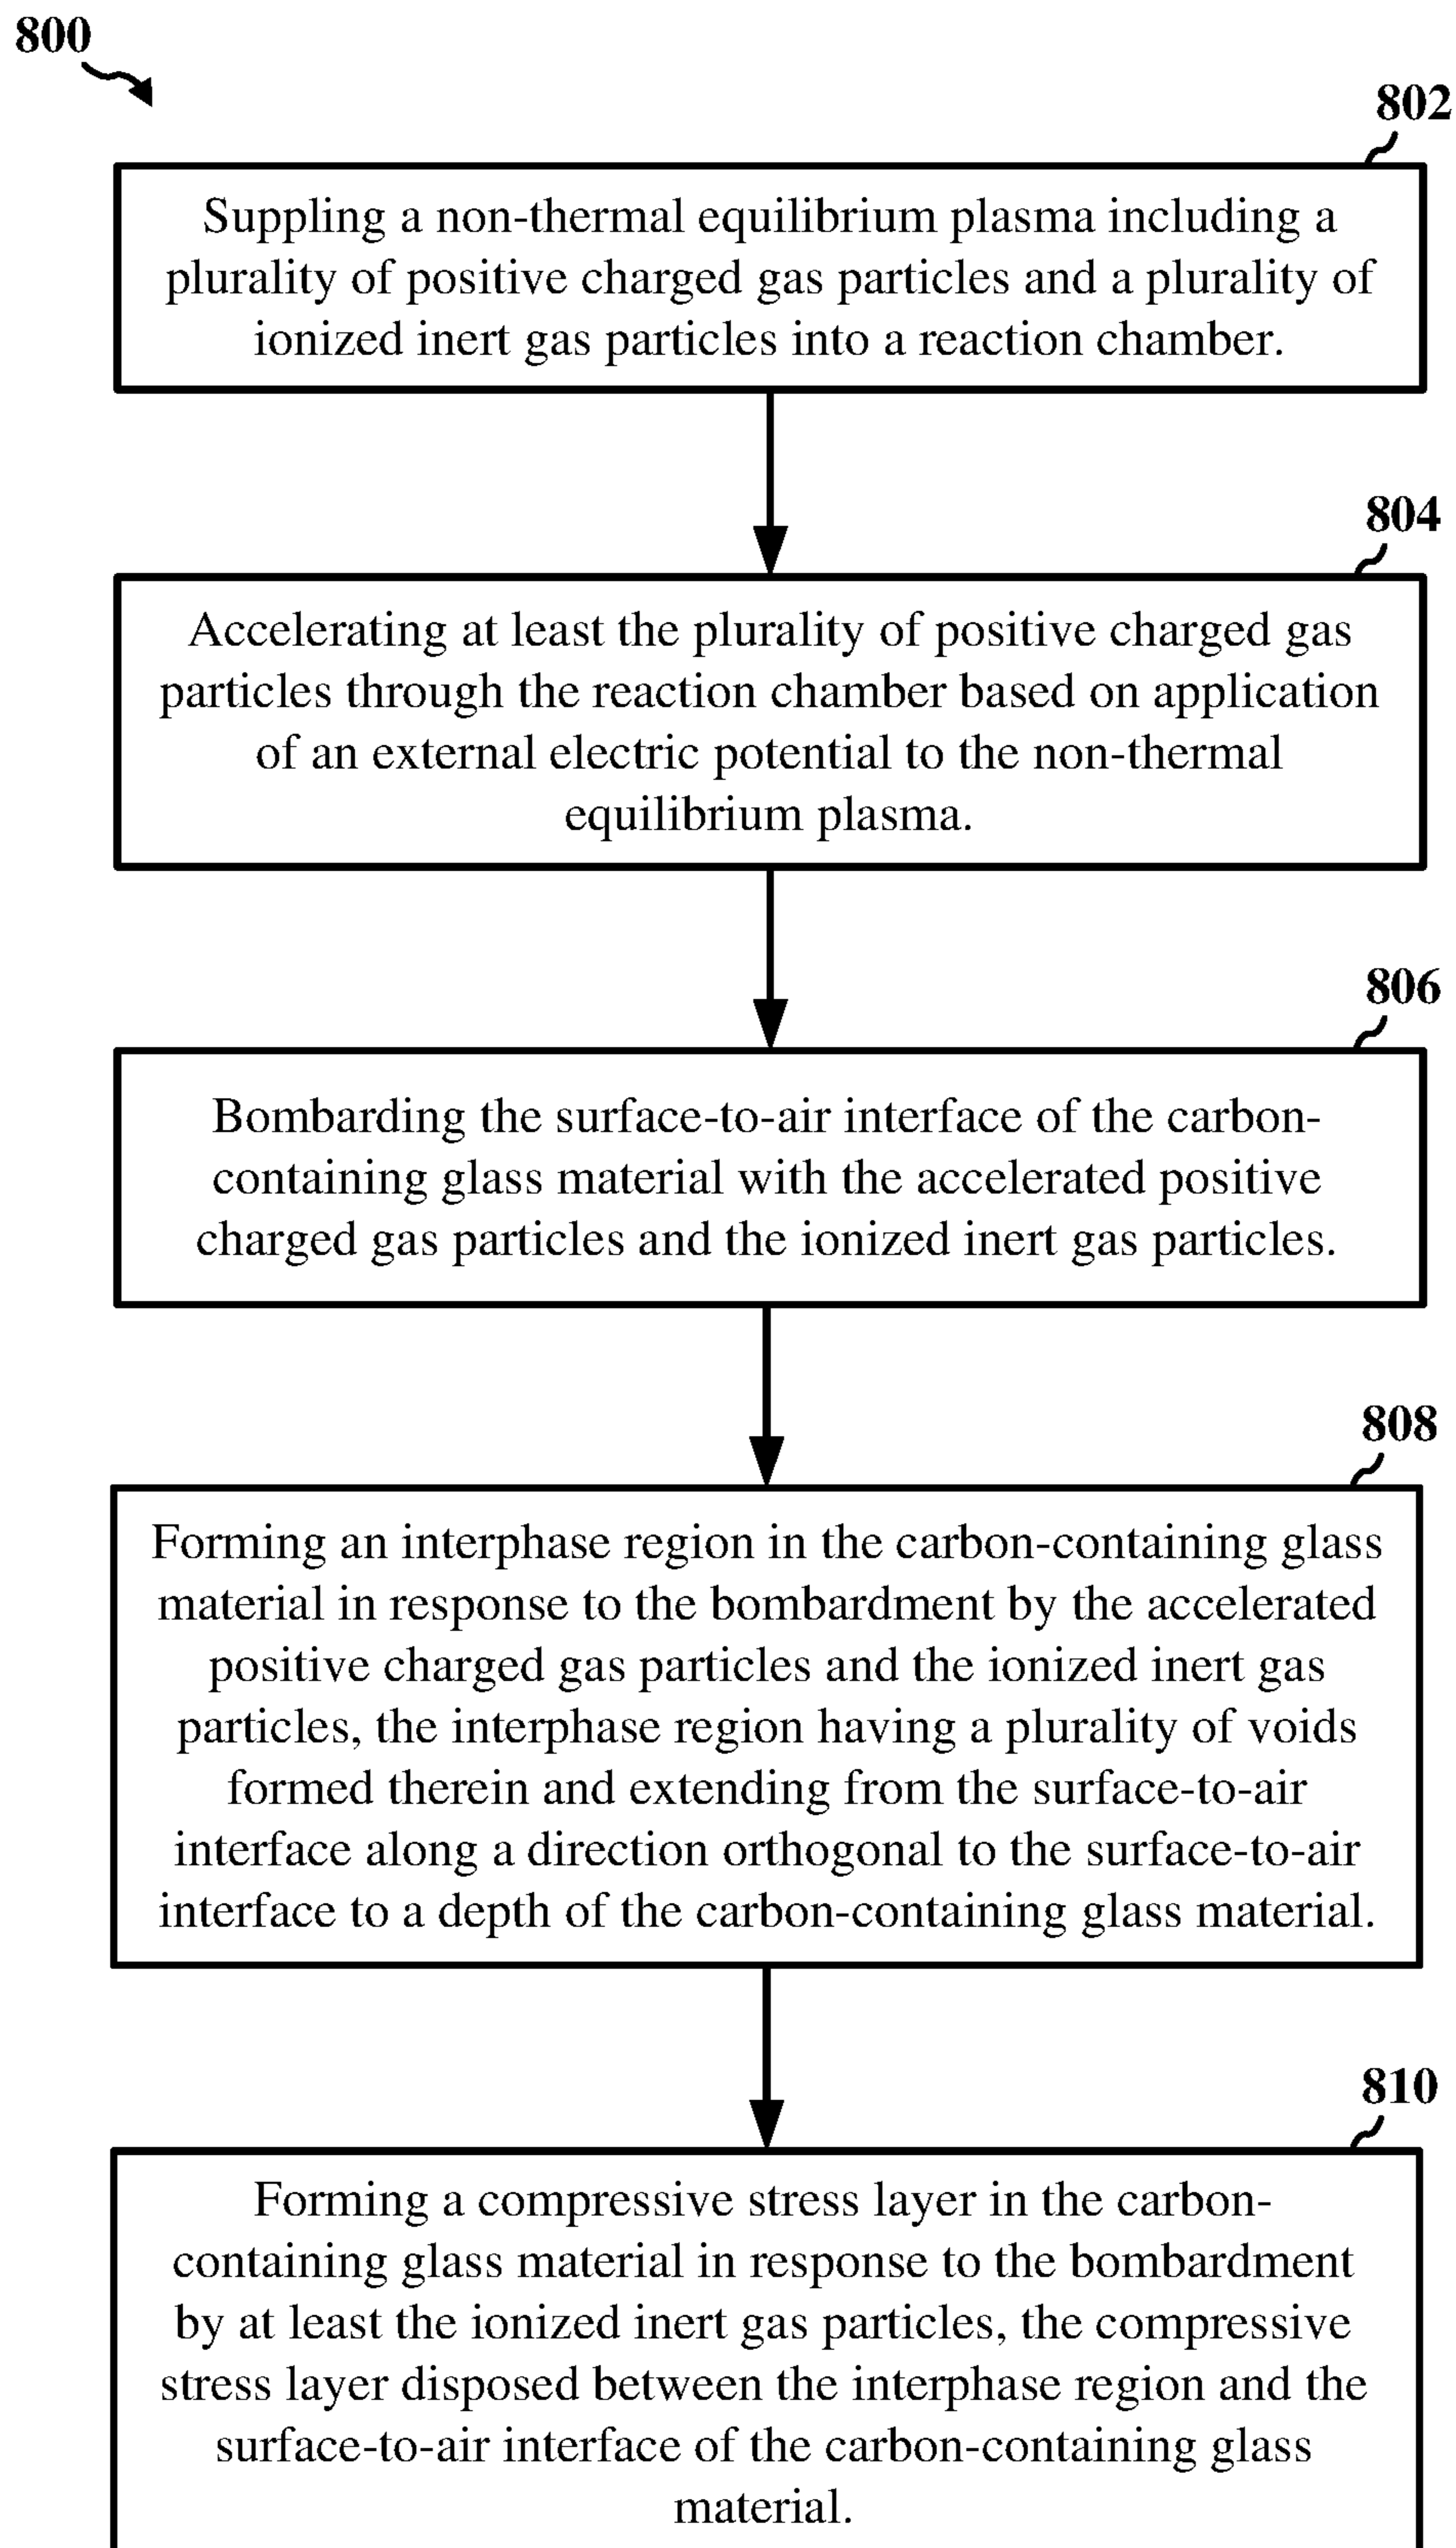 800
802
Suppling a non-thermal equilibrium plasma including a
plurality of positive charged gas particles and a plurality of
ionized inert gas particles into a reaction chamber.
804
Accelerating at least the plurality of positive charged gas
particles through the reaction chamber based on application
of an external electric potential to the non-thermal
equilibrium plasma.
806
Bombarding the surface-to-air interface of the carbon-
containing glass material with the accelerated positive
charged gas particles and the ionized inert gas particles.
808
Forming an interphase region in the carbon-containing glass
material in response to the bombardment by the accelerated
positive charged gas particles and the ionized inert gas
particles, the interphase region having a plurality of voids
formed therein and extending from the surface-to-air
interface along a direction orthogonal to the surface-to-air
interface to a depth of the carbon-containing glass material.
810
Forming a compressive stress layer in the carbon-
containing glass material in response to the bombardment
by at least the ionized inert gas particles, the compressive
stress layer disposed between the interphase region and the
surface-to-air interface of the carbon-containing glass
material.